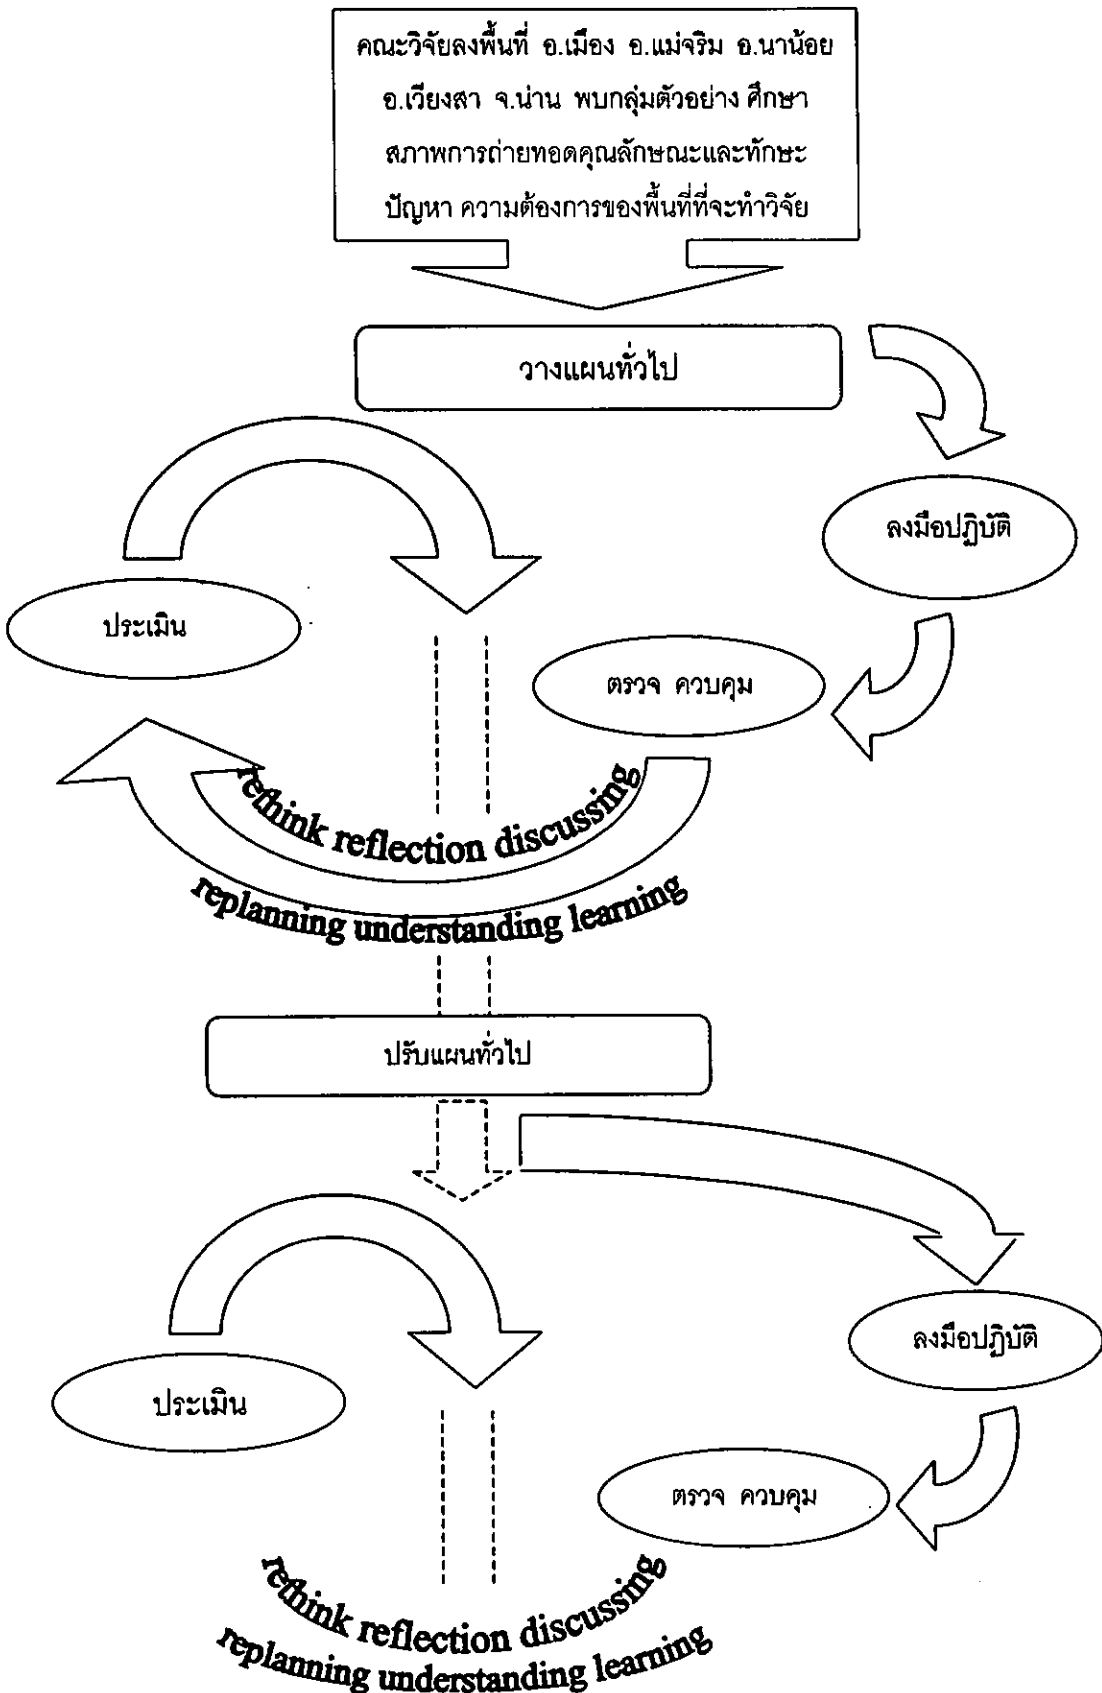 คณะวิจัยลงพื้นที่ อ.เมือง อ.แม่จริม อ.นาน้อย
อ.เวียงสา จ.น่าน พบกลุ่มตัวอย่าง ศึกษา
สภาพการถ่ายทอดคุณลักษณะและทักษะ
ปัญหา ความต้องการของพื้นที่ที่จะทำวิจัย
วางแผนทั่วไป
ลงมือปฏิบัติ
ประเมิน
ตรวจ ควบคุม
rethink reflection discussing
replanning understanding learning
ปรับแผนทั่วไป
ลงมือปฏิบัติ
ประเมิน
ตรวจ ควบคุม
rethink reflection discussing
replanning understanding learning